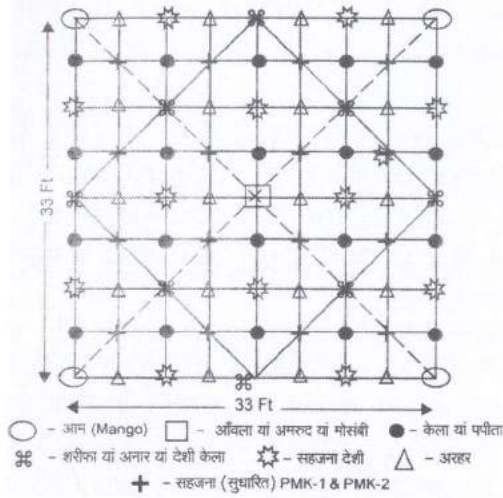 33 Ft
33 Ft
– आम (Mango) – आँवला यां अमरुद यां मोसंबी – केला यां पपीता
– शरीफा यां अनार यां देशी केला – सहजना देशी – अरहर
– सहजना (सुधारित) PMK-1 & PMK-2